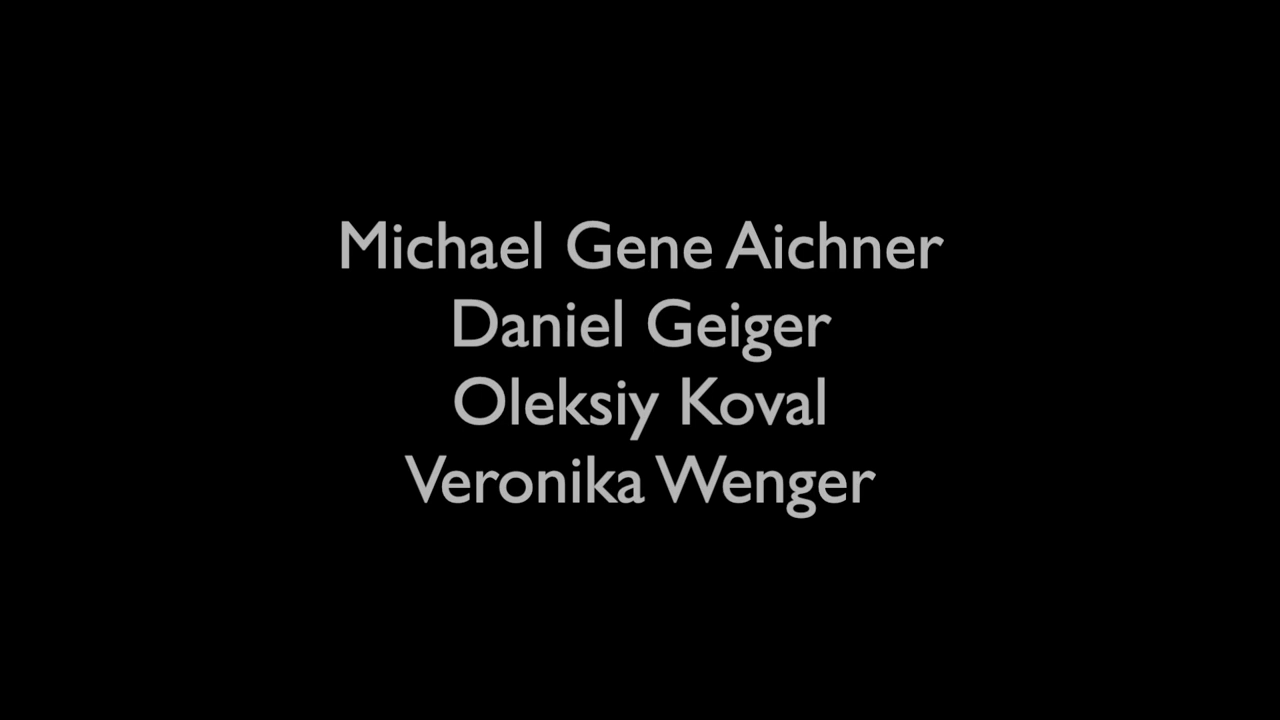 Michael Gene Aichner
Daniel Geiger
Oleksiy Koval
Veronika Wenger